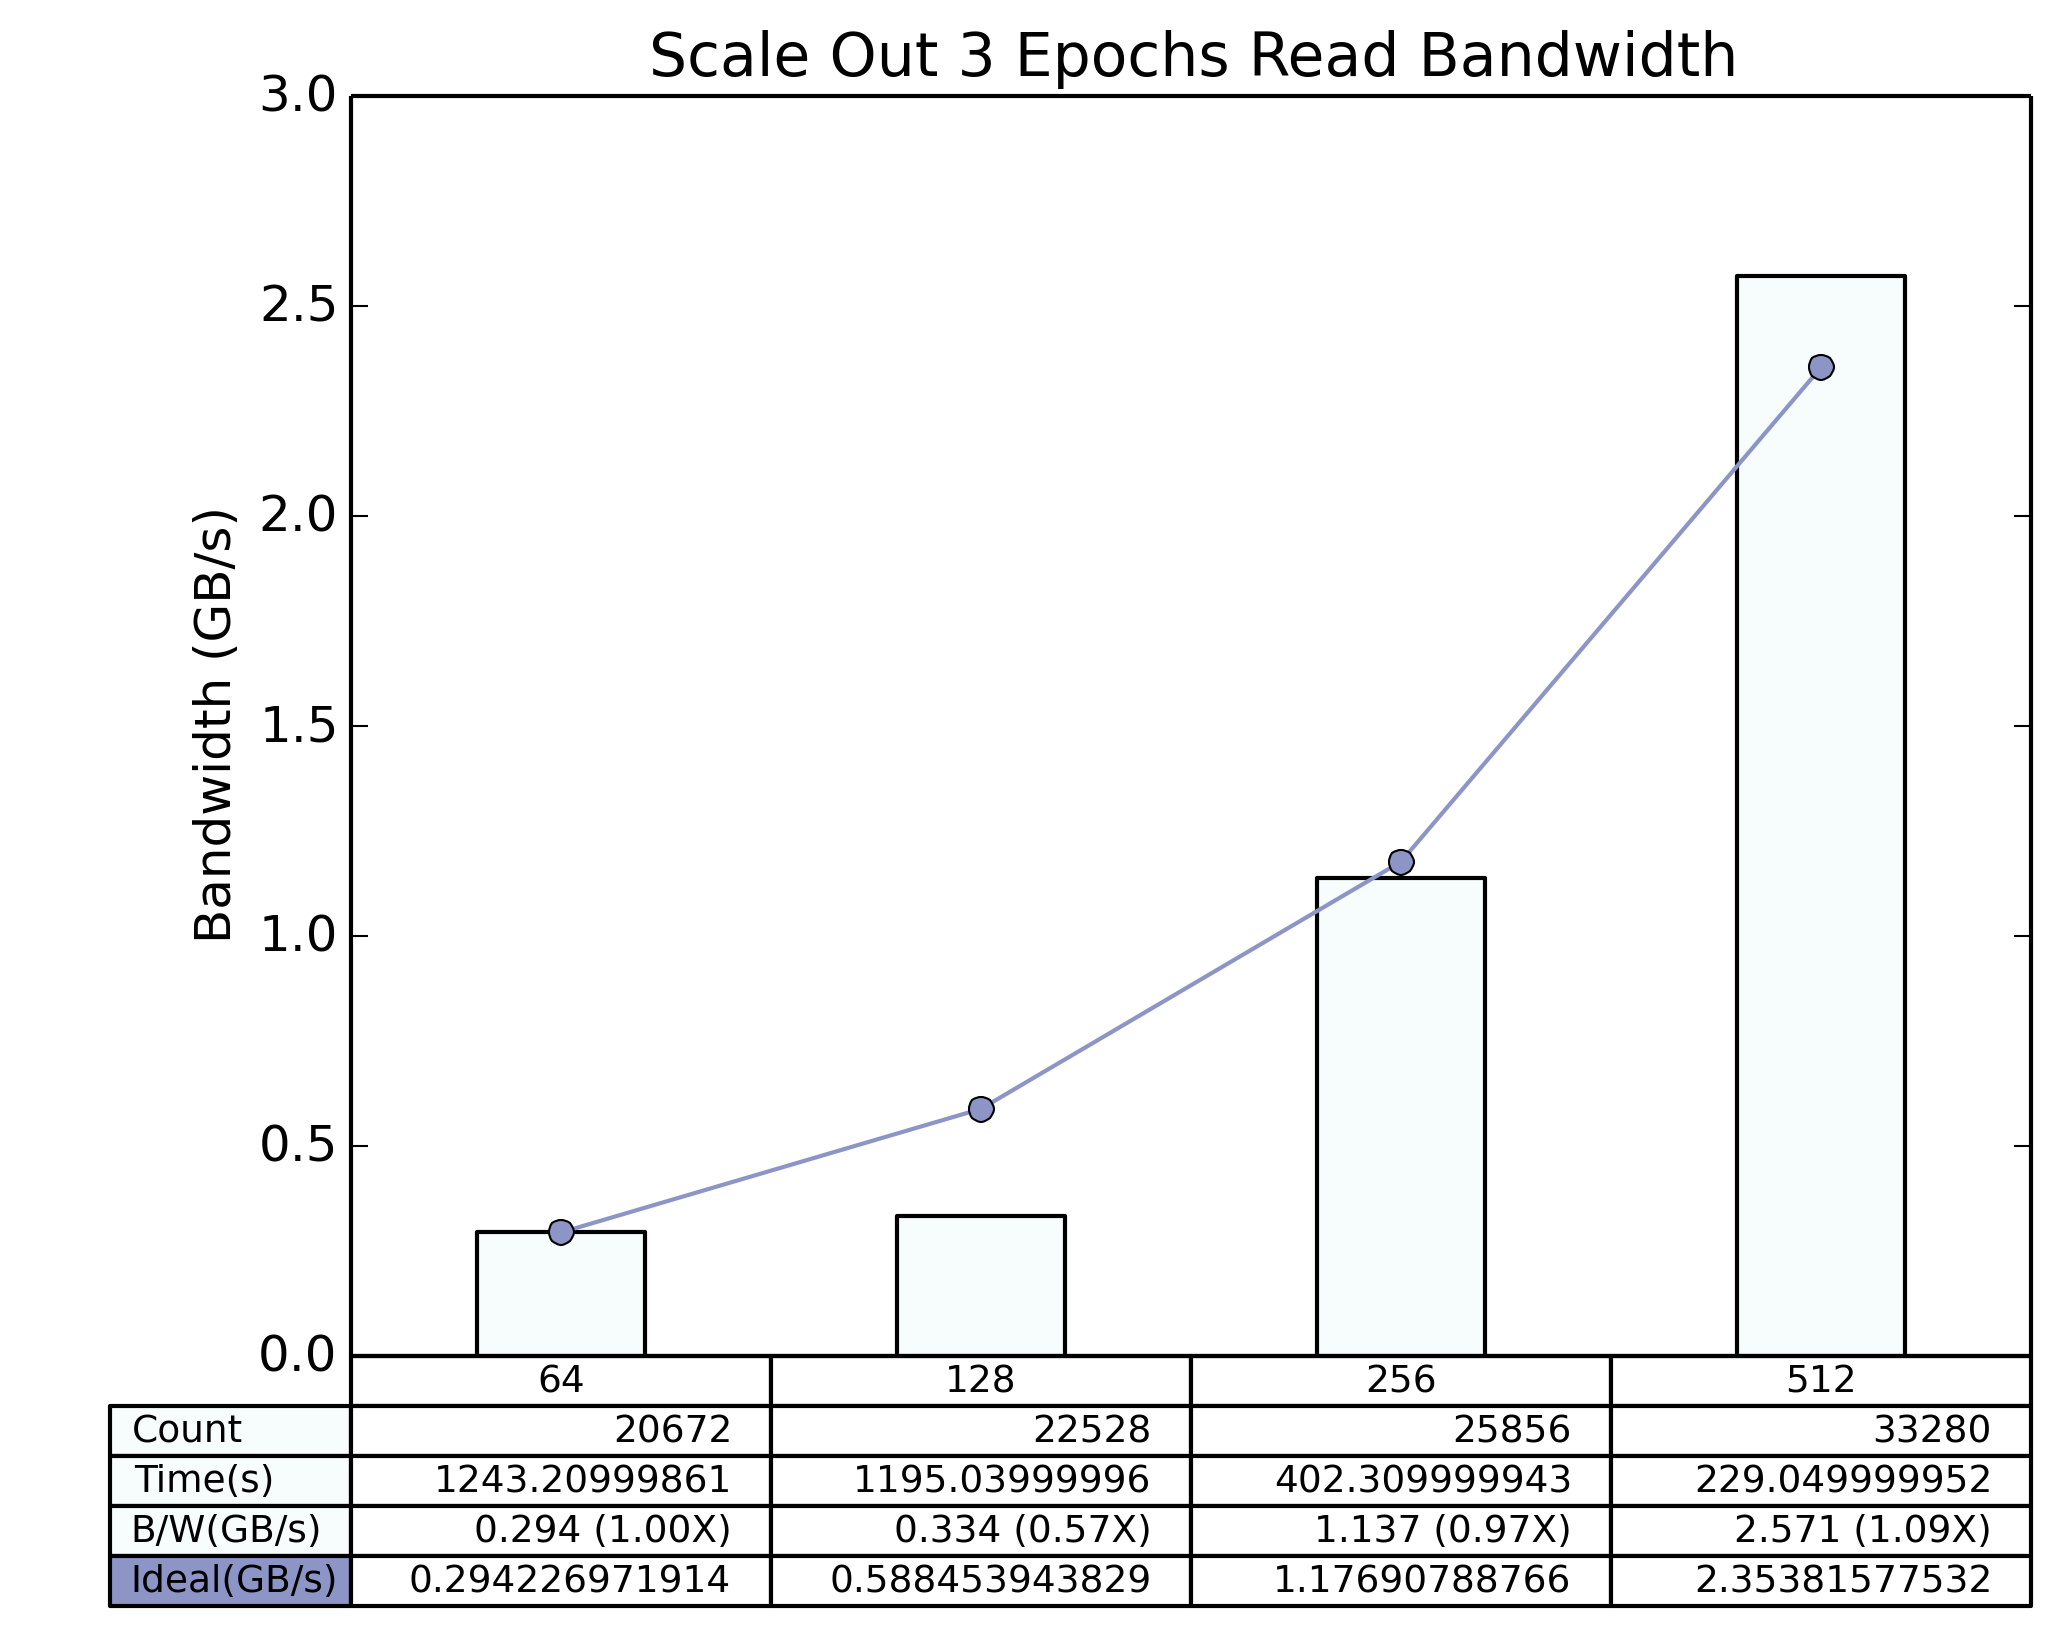 Scale Out 3 Epochs Read Bandwidth
3.0
2.5
2.0
1.5
1.0
0.5
0.0
Bandwidth (GB/s)
64 128 256 512
Count 20672 22528 25856 33280
Time(s) 1243.20999861 1195.03999996 402.309999943 229.049999952
B/W(GB/s) 0.294 (1.00X) 0.334 (0.57X) 1.137 (0.97X) 2.571 (1.09X)
Ideal(GB/s) 0.294226971914 0.588453943829 1.17690788766 2.35381577532